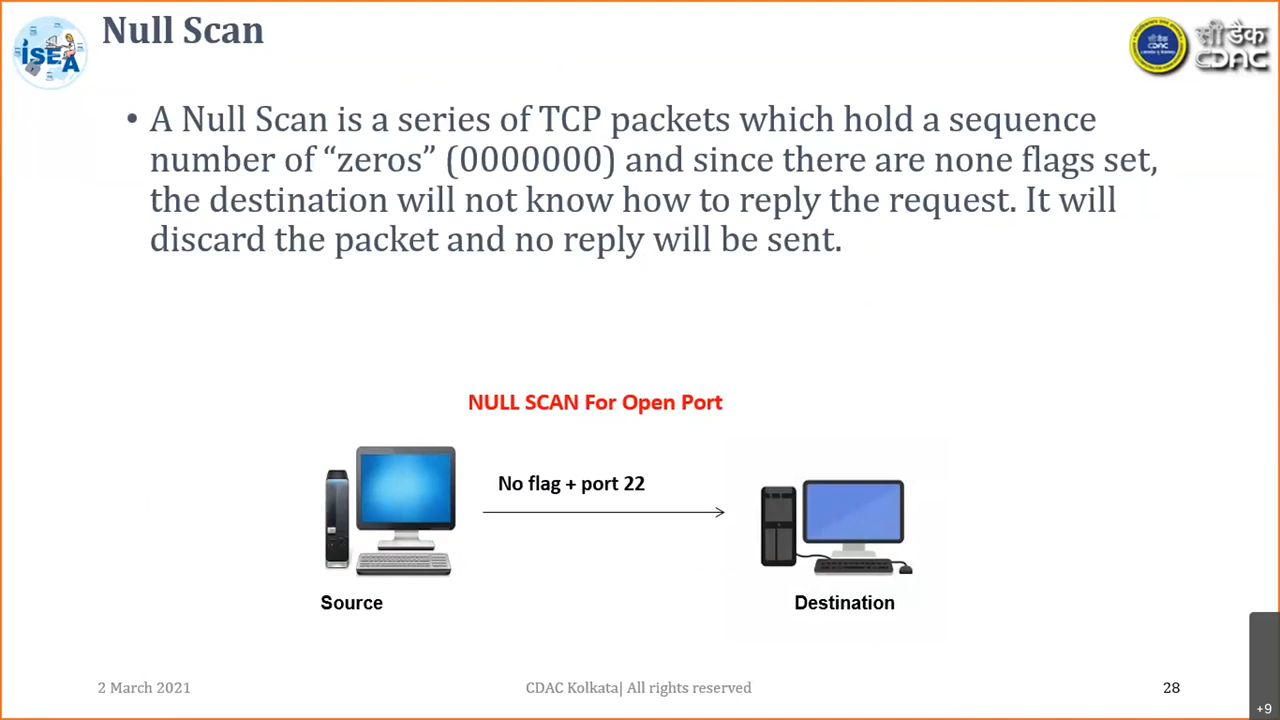 Null Scan
ISEA
सी डैक
CDAC
• A Null Scan is a series of TCP packets which hold a sequence
number of “zeros” (0000000) and since there are none flags set,
the destination will not know how to reply the request. It will
discard the packet and no reply will be sent.
NULL SCAN For Open Port
No flag + port 22
Source
Destination
2 March 2021
CDAC Kolkata| All rights reserved
28
+9